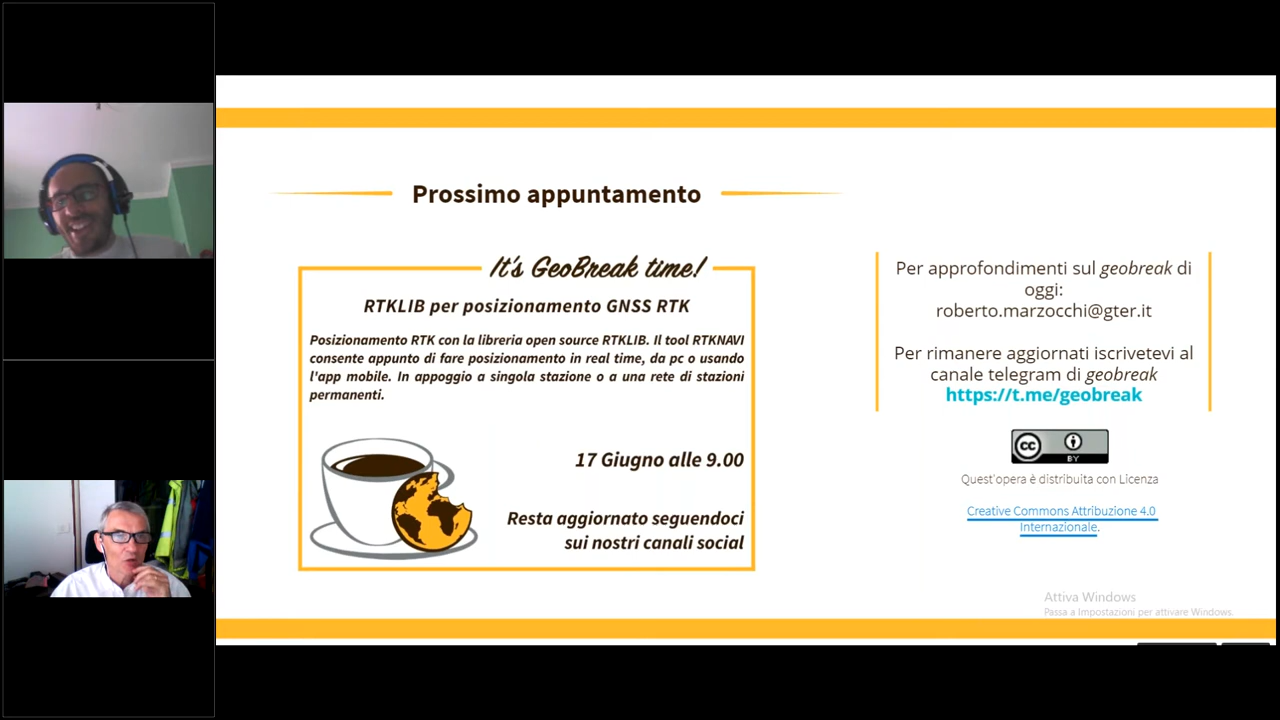 Prossimo appuntamento
It's GeoBreak time!
RTKLIB per posizionamento GNSS RTK
Posizionamento RTK con la libreria open source RTKLIB. Il tool RTKNAVI
consente appunto di fare posizionamento in real time, da pc o usando
l'app mobile. In appoggio a singola stazione o a una rete di stazioni
permanenti.
17 Giugno alle 9.00
Resta aggiornato seguendoci
sui nostri canali social
Per approfondimenti sul geobreak di
oggi:
roberto.marzocchi@gter.it
Per rimanere aggiornati iscrivetevi al
canale telegram di geobreak
https://t.me/geobreak
cc
BY
Quest'opera è distribuita con Licenza
Creative Commons Attribuzione 4.0
Internazionale.
Attiva Windows
Passa a Impostazioni per attivare Windows.